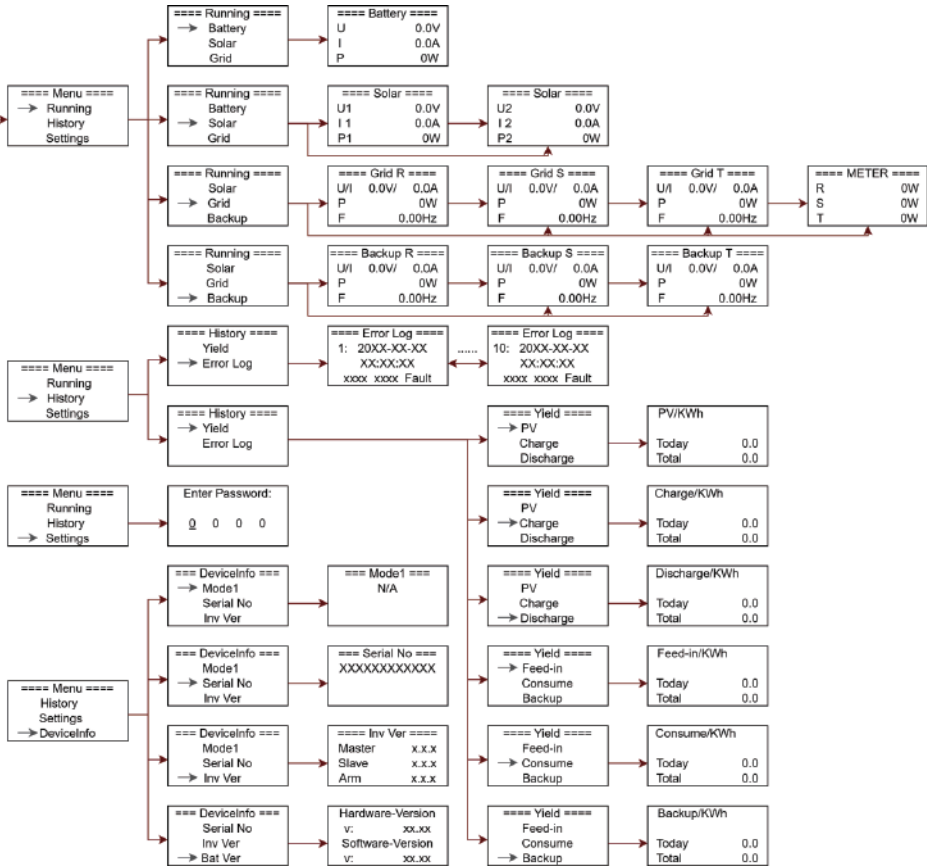 ==== Running ====
→ Battery
Solar
Grid
==== Battery ====
U 0.0V
I 0.0A
P 0W
==== Menu ====
→ Running
History
Settings
==== Running ====
Battery
→ Solar
Grid
==== Solar ====
U1 0.0V
I 1 0.0A
P1 0W
==== Solar ====
U2 0.0V
I 2 0.0A
P2 0W
==== Running ====
Solar
→ Grid
Backup
==== Grid R ====
U/I 0.0V/ 0.0A
P 0W
F 0.00Hz
==== Grid S ====
U/I 0.0V/ 0.0A
P 0W
F 0.00Hz
==== Grid T ====
U/I 0.0V/ 0.0A
P 0W
F 0.00Hz
==== METER ====
R 0W
S 0W
T 0W
==== Running ====
Solar
Grid
→ Backup
==== Backup R ====
U/I 0.0V/ 0.0A
P 0W
F 0.00Hz
==== Backup S ====
U/I 0.0V/ 0.0A
P 0W
F 0.00Hz
==== Backup T ====
U/I 0.0V/ 0.0A
P 0W
F 0.00Hz
==== Menu ====
Running
→ History
Settings
==== History ====
Yield
→ Error Log
==== Error Log ====
1: 20XX-XX-XX
XX:XX:XX
xxxx xxxx Fault
......
==== Error Log ====
10: 20XX-XX-XX
XX:XX:XX
xxxx xxxx Fault
==== History ====
→ Yield
Error Log
==== Yield ====
→ PV
Charge
Discharge
PV/KWh
Today 0.0
Total 0.0
==== Menu ====
Running
History
→ Settings
Enter Password:
0 0 0 0
==== Yield ====
PV
→ Charge
Discharge
Charge/KWh
Today 0.0
Total 0.0
=== DeviceInfo ===
→ Mode1
Serial No
Inv Ver
=== Mode1 ===
N/A
==== Yield ====
PV
Charge
→ Discharge
Discharge/KWh
Today 0.0
Total 0.0
==== Menu ====
History
Settings
→ DeviceInfo
=== DeviceInfo ===
Mode1
→ Serial No
Inv Ver
=== Serial No ===
XXXXXXXXXXXX
==== Yield ====
→ Feed-in
Consume
Backup
Feed-in/KWh
Today 0.0
Total 0.0
=== DeviceInfo ===
Mode1
Serial No
→ Inv Ver
==== Inv Ver ====
Master x.x.x
Slave x.x.x
Arm x.x.x
==== Yield ====
Feed-in
→ Consume
Backup
Consume/KWh
Today 0.0
Total 0.0
=== DeviceInfo ===
Serial No
Inv Ver
→ Bat Ver
Hardware-Version
v: xx.xx
Software-Version
v: xx.xx
==== Yield ====
Feed-in
Consume
→ Backup
Backup/KWh
Today 0.0
Total 0.0